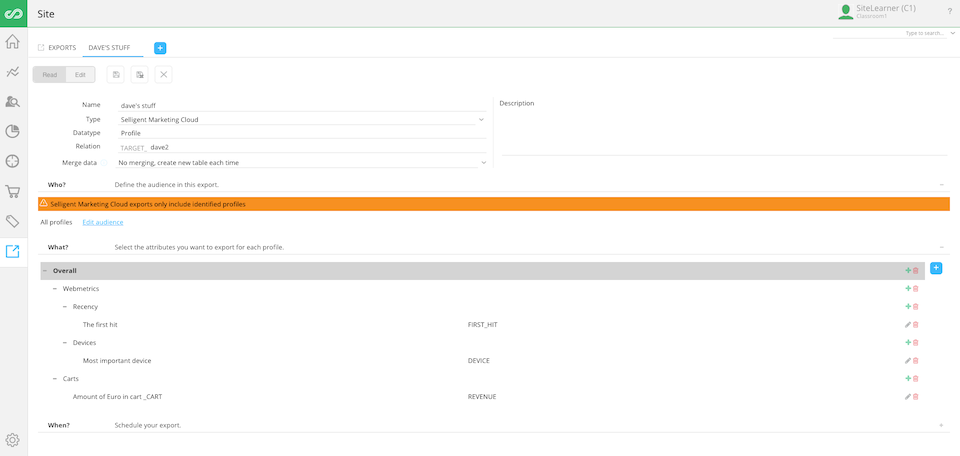 Site
SiteLearner (C1)
Classroom1
?
Type to search...
EXPORTS
DAVE'S STUFF
+
Read
Edit
Name
dave's stuff
Type
Selligent Marketing Cloud
Datatype
Profile
Relation
TARGET_ dave2
Merge data
No merging, create new table each time
Description
Who?
Define the audience in this export.
Selligent Marketing Cloud exports only include identified profiles
All profiles
Edit audience
What?
Select the attributes you want to export for each profile.
Overall
Webmetrics
Recency
The first hit
FIRST_HIT
Devices
Most important device
DEVICE
Carts
Amount of Euro in cart _CART
REVENUE
When?
Schedule your export.